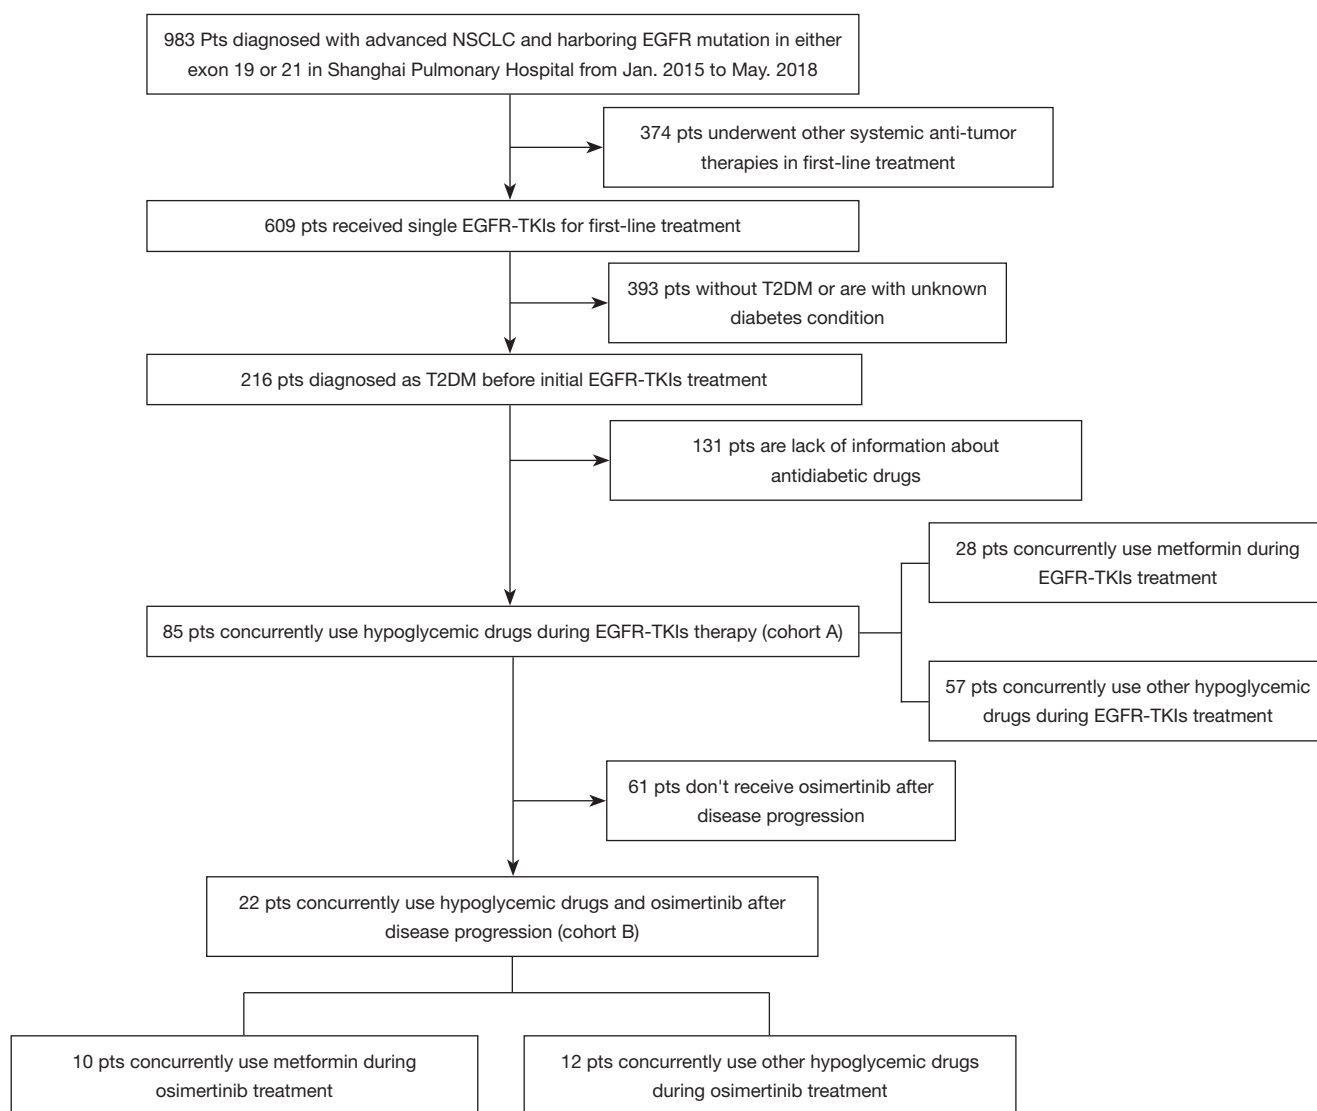 983 Pts diagnosed with advanced NSCLC and harboring EGFR mutation in either
exon 19 or 21 in Shanghai Pulmonary Hospital from Jan. 2015 to May. 2018
374 pts underwent other systemic anti-tumor
therapies in first-line treatment
609 pts received single EGFR-TKIs for first-line treatment
393 pts without T2DM or are with unknown
diabetes condition
216 pts diagnosed as T2DM before initial EGFR-TKIs treatment
131 pts are lack of information about
antidiabetic drugs
28 pts concurrently use metformin during
EGFR-TKIs treatment
85 pts concurrently use hypoglycemic drugs during EGFR-TKIs therapy (cohort A)
57 pts concurrently use other hypoglycemic
drugs during EGFR-TKIs treatment
61 pts don't receive osimertinib after
disease progression
22 pts concurrently use hypoglycemic drugs and osimertinib after
disease progression (cohort B)
10 pts concurrently use metformin during
osimertinib treatment
12 pts concurrently use other hypoglycemic drugs
during osimertinib treatment